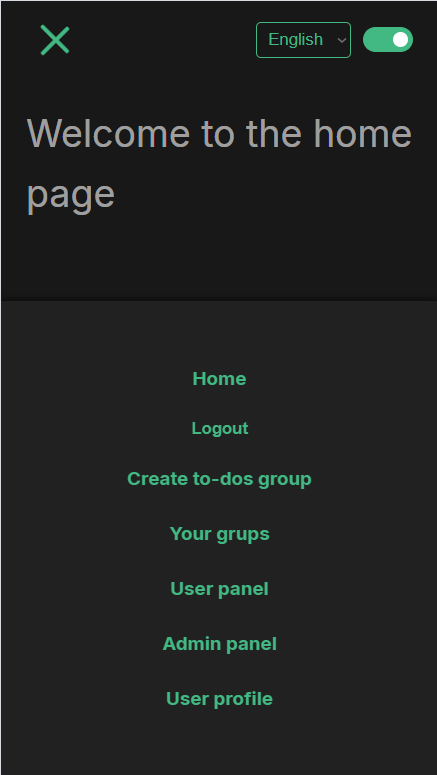 English
Welcome to the home
page
Home
Logout
Create to-dos group
Your grups
User panel
Admin panel
User profile